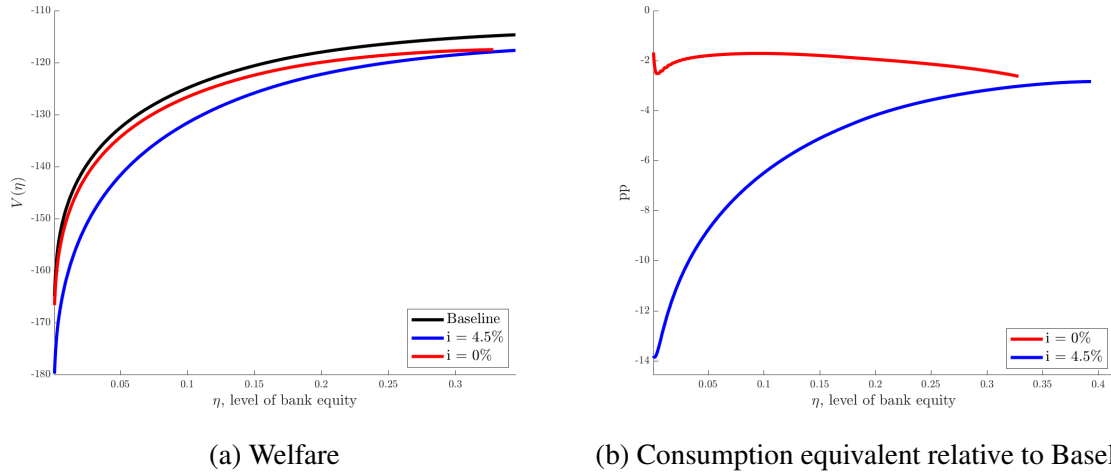 -110
-120
-130
-140
-150
-160
-170
-180
V(η)
0.05 0.1 0.15 0.2 0.25 0.3
η, level of bank equity
Baseline
i = 4.5%
i = 0%
(a) Welfare
0
-2
-4
-6
-8
-10
-12
-14
pp
0.05 0.1 0.15 0.2 0.25 0.3 0.35 0.4
η, level of bank equity
i = 0%
i = 4.5%
(b) Consumption equivalent relative to Basel